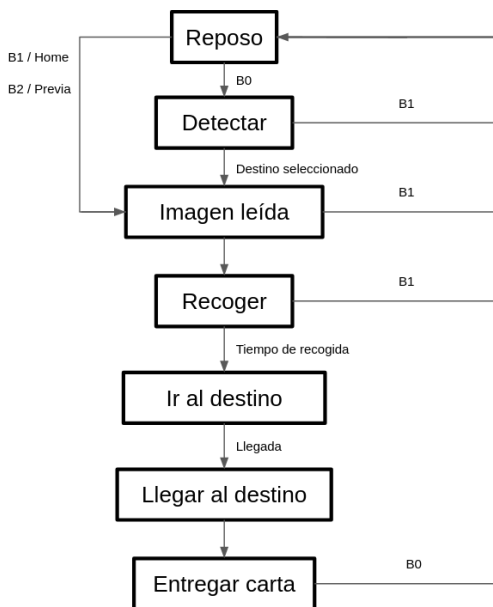 Reposo
B1 / Home
B2 / Previa
B0
Detectar
B1
Destino seleccionado
Imagen leída
B1
Recoger
B1
Tiempo de recogida
Ir al destino
Llegada
Llegar al destino
Entregar carta
B0